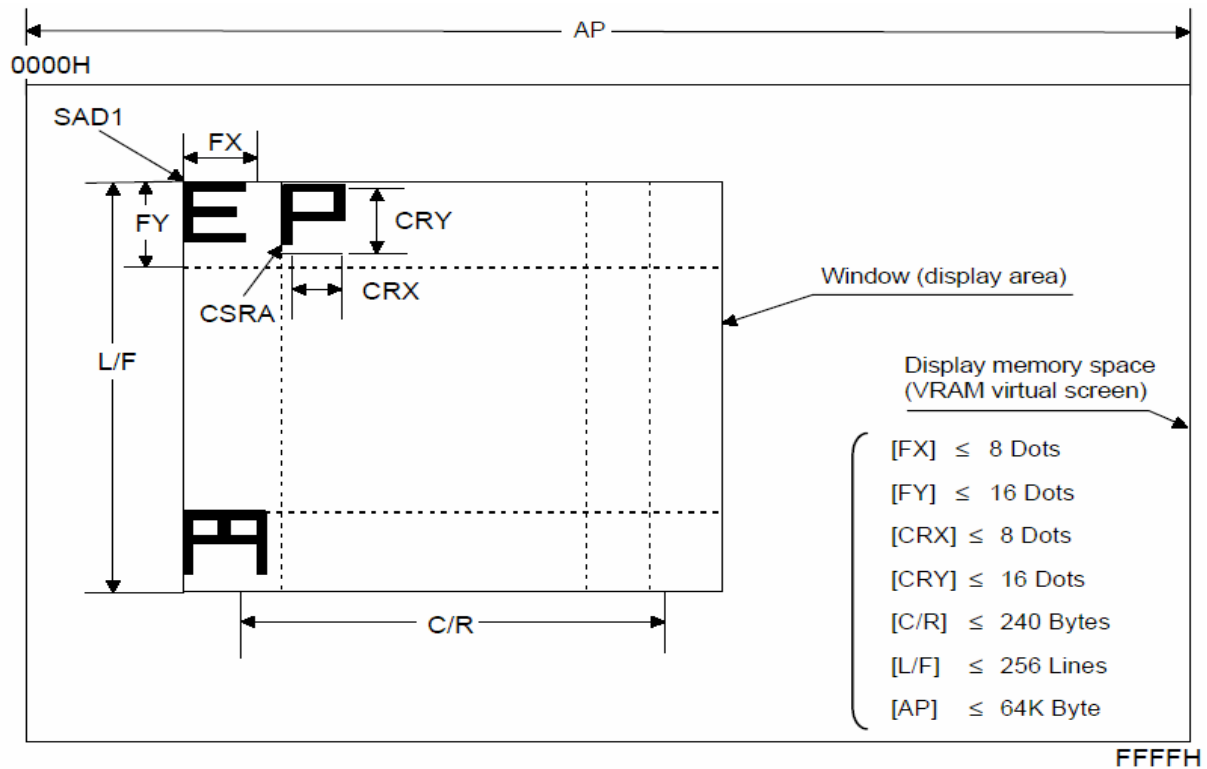 AP
0000H
SAD1
FX
E P
FY
CRY
CRX
CSRA
Window (display area)
L/F
Display memory space
(VRAM virtual screen)
[FX] ≤ 8 Dots
[FY] ≤ 16 Dots
[CRX] ≤ 8 Dots
[CRY] ≤ 16 Dots
C/R
[C/R] ≤ 240 Bytes
[L/F] ≤ 256 Lines
[AP] ≤ 64K Byte
FFFFH